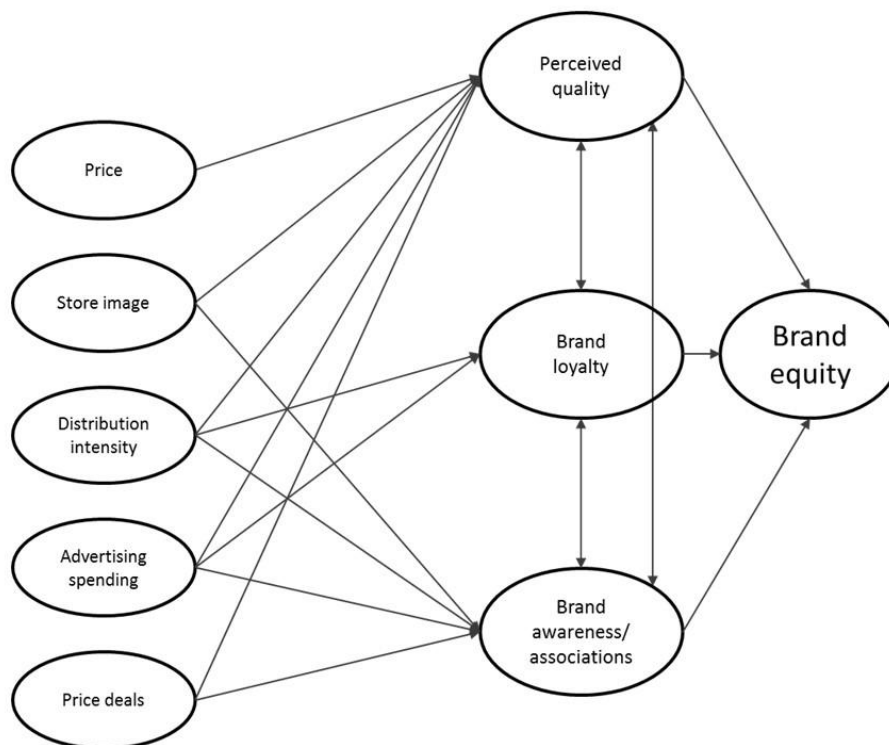 Perceived
quality
Price
Store image
Brand
loyalty
Brand
equity
Distribution
intensity
Advertising
spending
Brand
awareness/
associations
Price deals